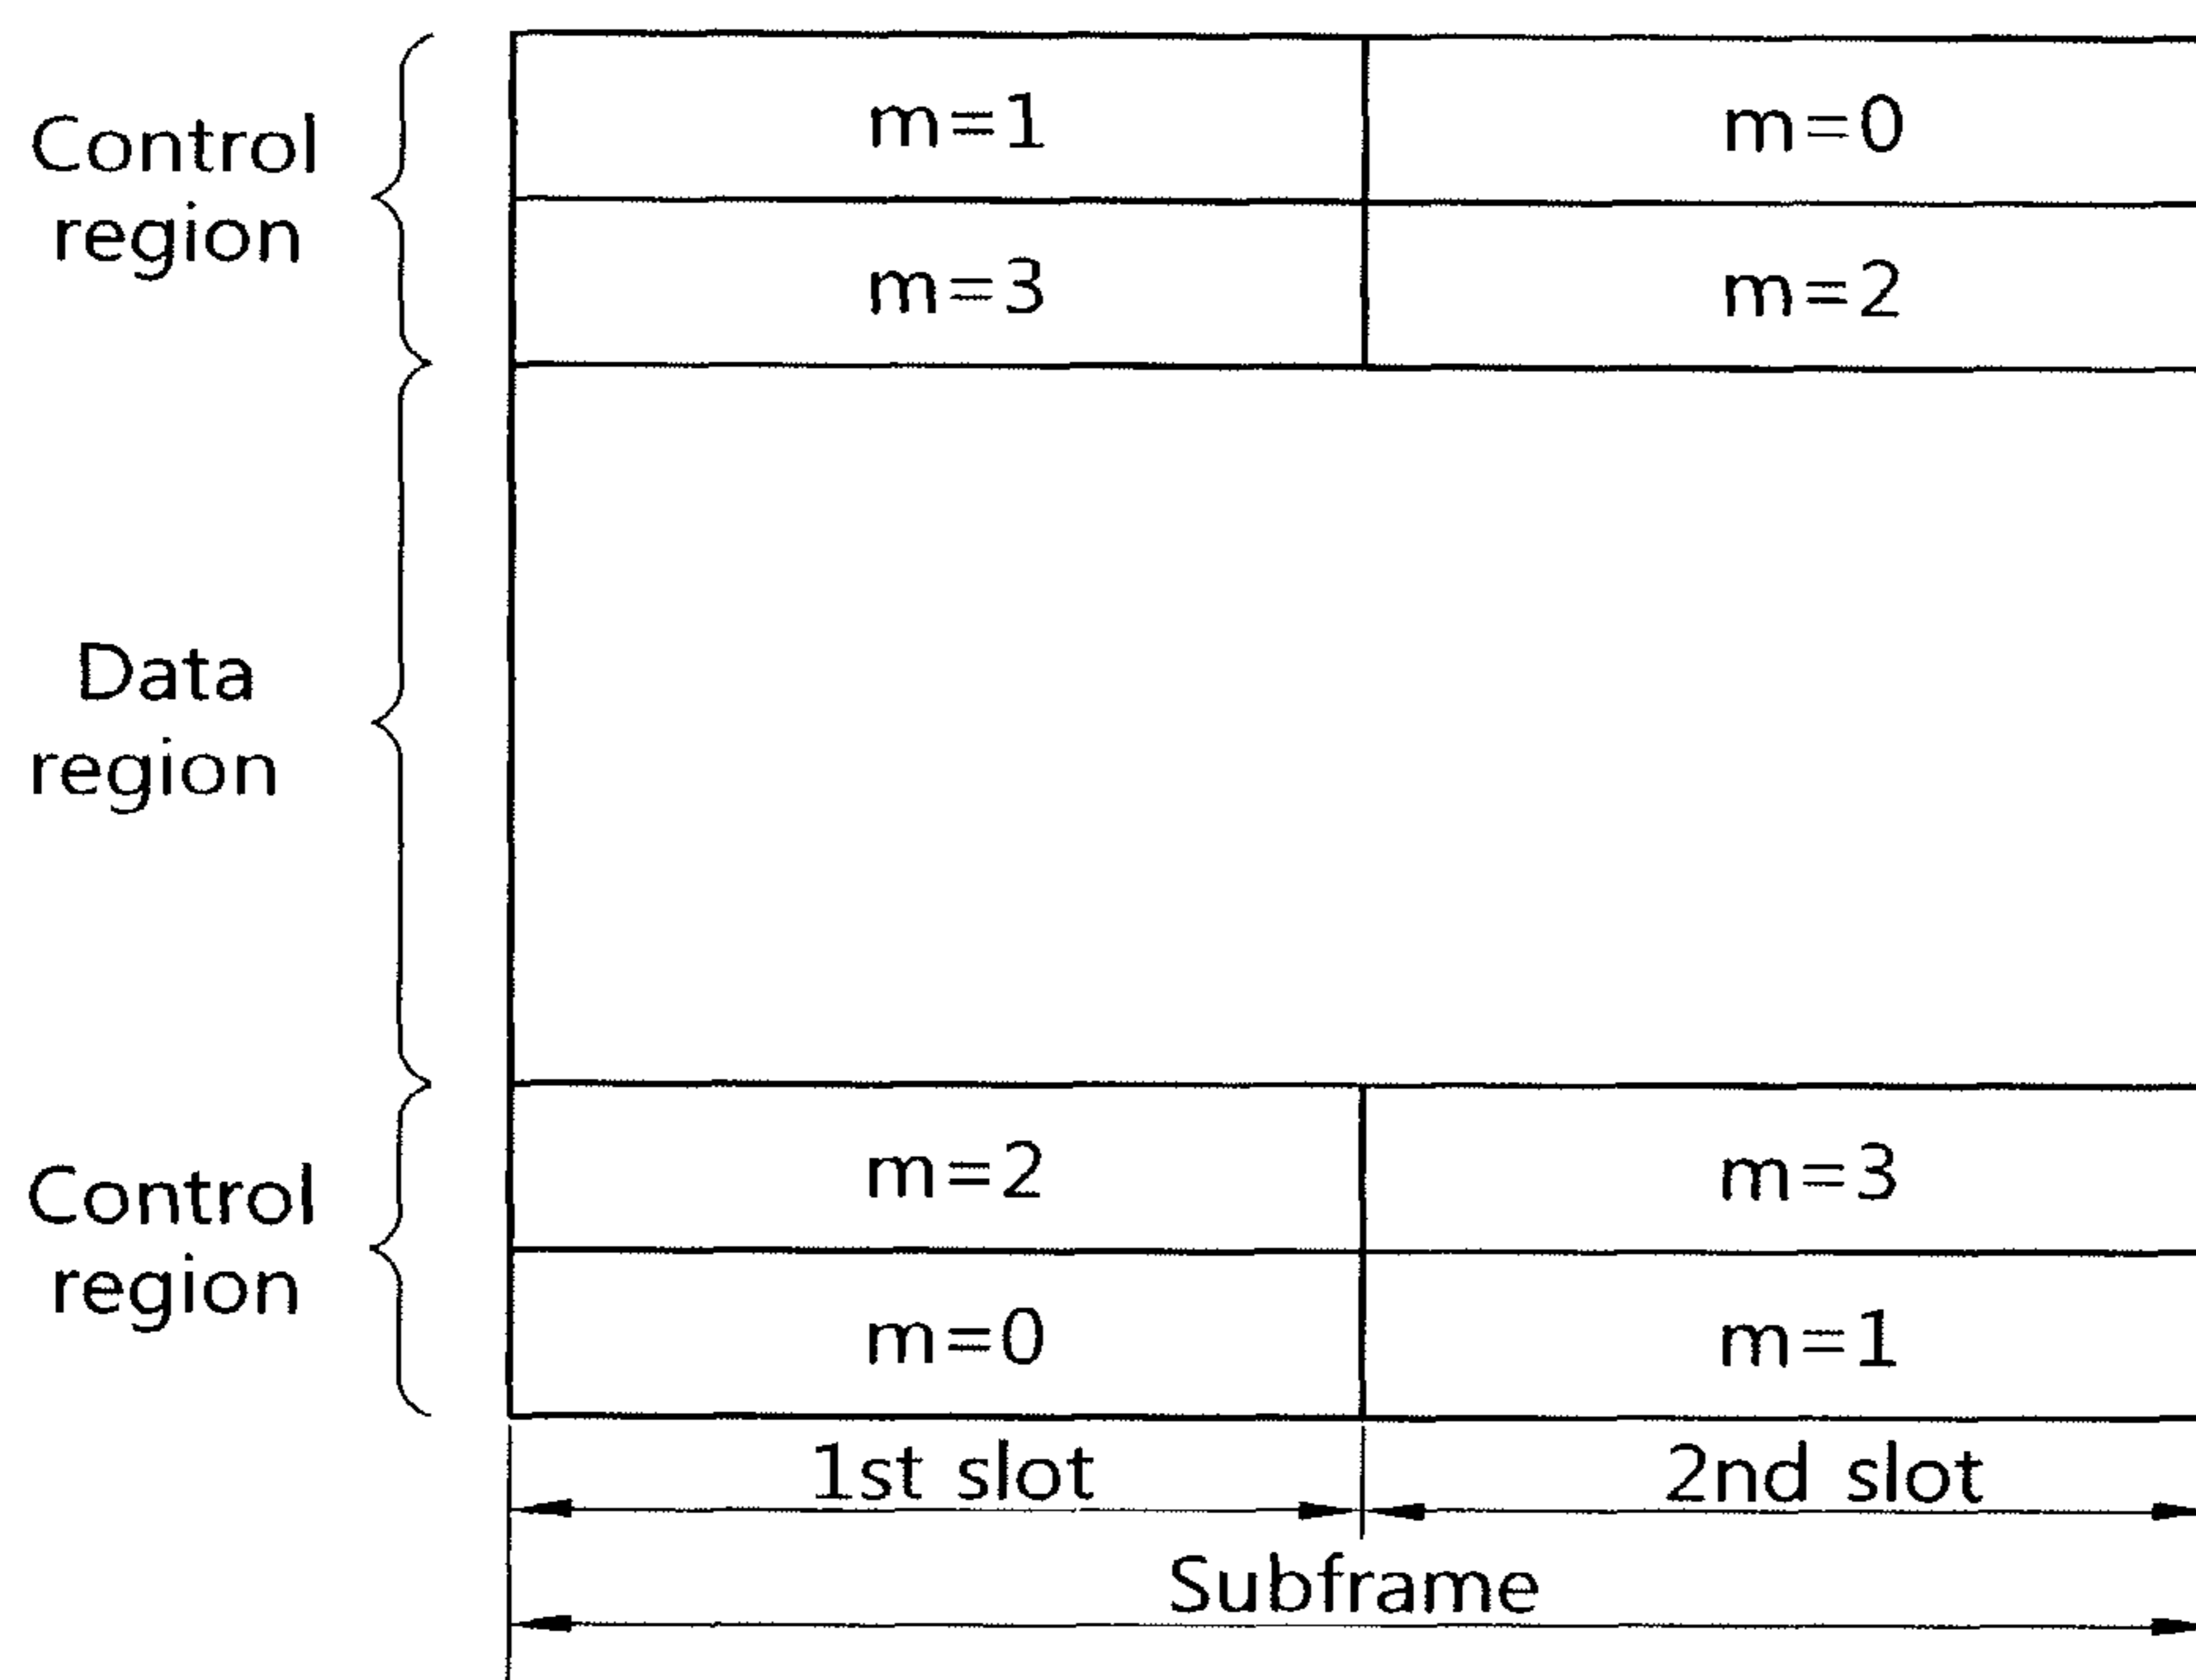 Control
region
m=1
m=0
m=3
m=2
Data
region
Control
region
m=2
m=3
m=0
m=1
1st slot
2nd slot
Subframe